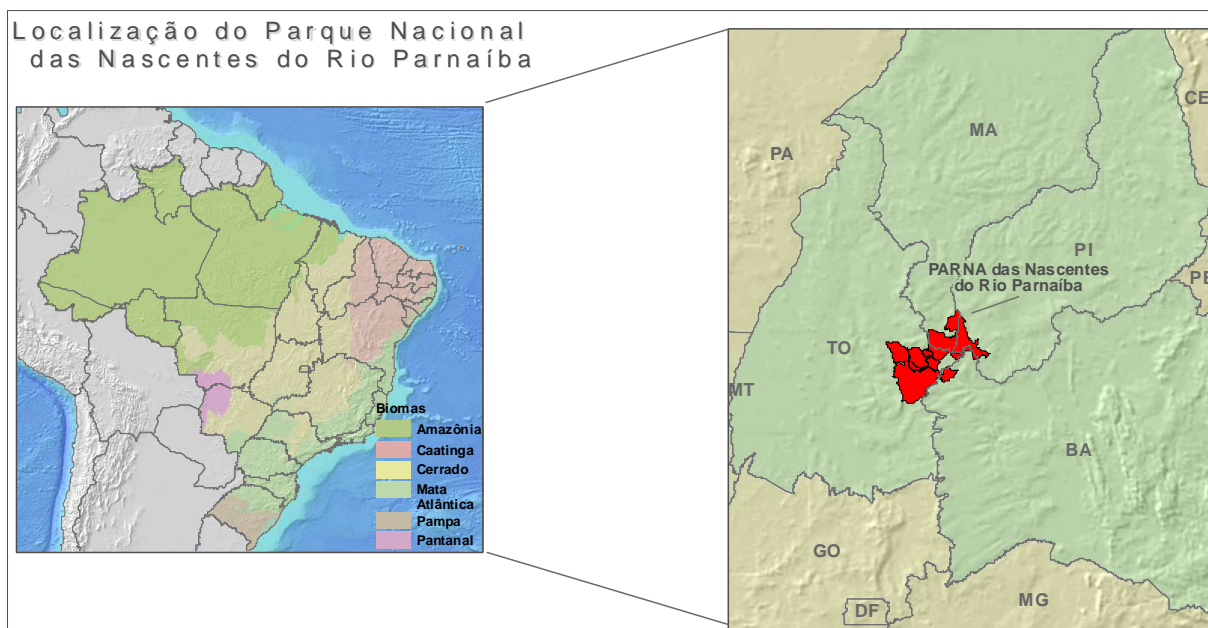 Localização do Parque Nacional
das Nascentes do Rio Parnaíba
Biomas
Amazônia
Caatinga
Cerrado
Mata
Atlântica
Pampa
Pantanal
CE
MA
PA
PI
PARNA das Nascentes
do Rio Parnaíba
PE
TO
MT
BA
GO
MG
DF